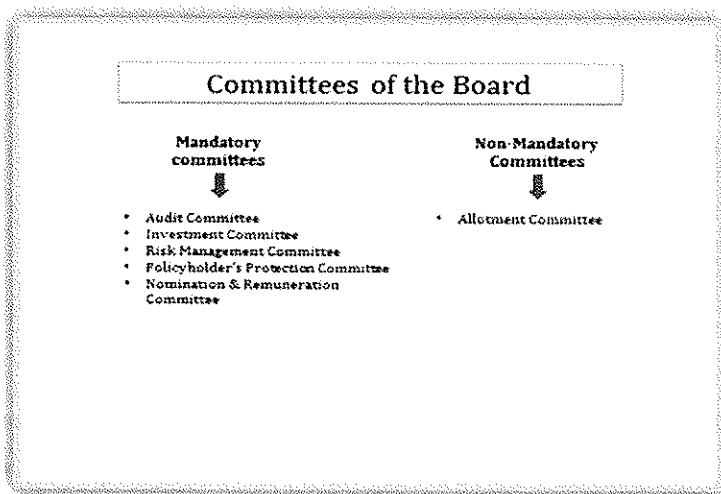 Committees of the Board
Mandatory
committees
• Audit Committee
• Investment Committee
• Risk Management Committee
• Policyholder's Protection Committee
• Nomination & Remuneration
Committee
Non-Mandatory
Committees
• Allotment Committee